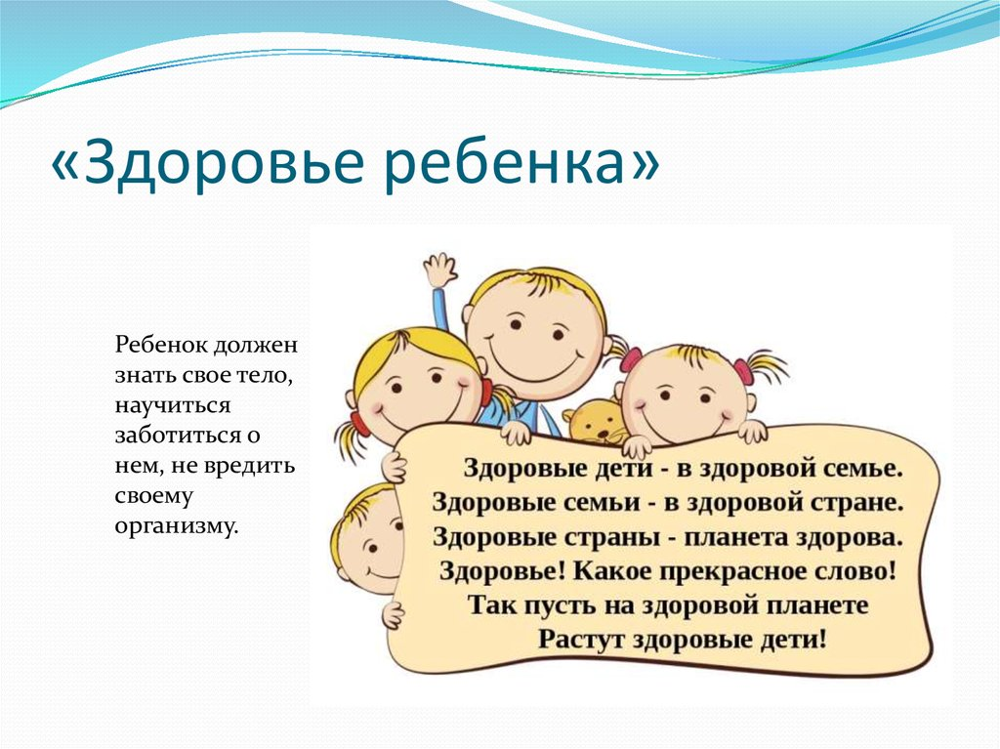 «Здоровье ребенка»
Ребенок должен
знать свое тело,
научиться
заботиться о
нем, не вредить
своему
организму.
Здоровые дети - в здоровой семье.
Здоровые семьи - в здоровой стране.
Здоровые страны - планета здорова.
Здоровье! Какое прекрасное слово!
Так пусть на здоровой планете
Растут здоровые дети!